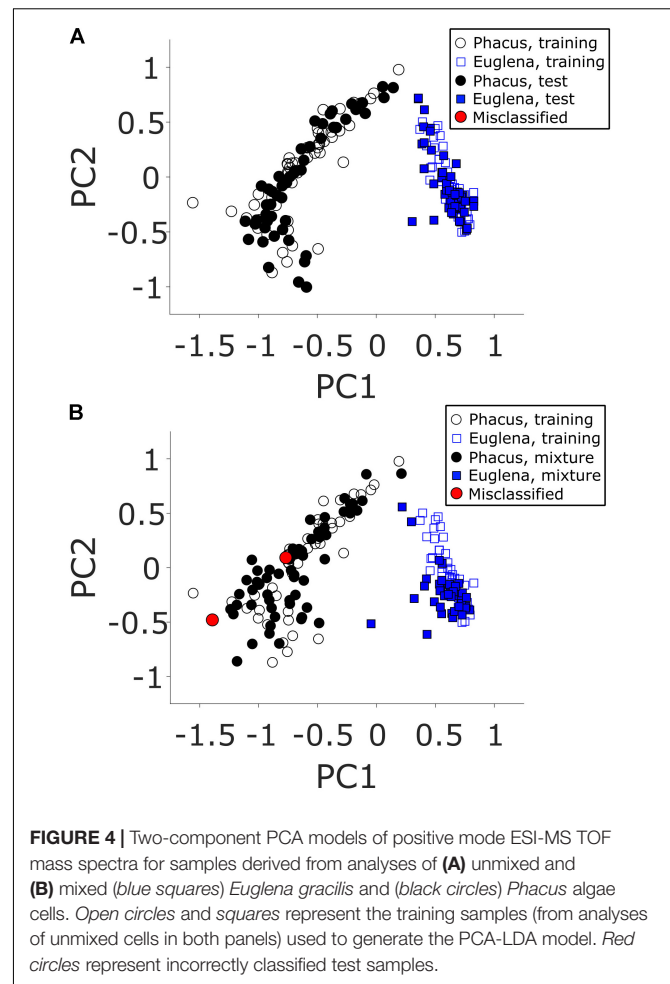 A
Phacus, training
Euglena, training
Phacus, test
Euglena, test
Misclassified
1
0.5
0
-0.5
-1
PC2
-1.5 -1 -0.5 0 0.5 1
PC1
B
Phacus, training
Euglena, training
Phacus, mixture
Euglena, mixture
Misclassified
1
0.5
0
-0.5
-1
PC2
-1.5 -1 -0.5 0 0.5 1
PC1
FIGURE 4 | Two-component PCA models of positive mode ESI-MS TOF
mass spectra for samples derived from analyses of (A) unmixed and
(B) mixed (blue squares) Euglena gracilis and (black circles) Phacus algae
cells. Open circles and squares represent the training samples (from analyses
of unmixed cells in both panels) used to generate the PCA-LDA model. Red
circles represent incorrectly classified test samples.